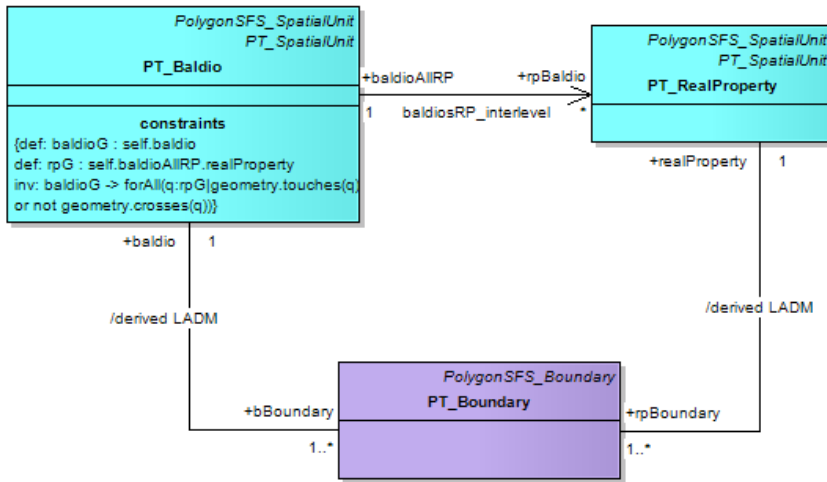 PolygonSFS_SpatialUnit
PT_SpatialUnit
PT_Baldio
constraints
{def: baldioG : self.baldio
def: rpG : self.baldioAllRP.realProperty
inv: baldioG -> forAll(q:rpG|geometry.touches(q)
or not geometry.crosses(q))}
+baldioAllRP
+rpBaldio
1
baldiosRP_interlevel
*
PolygonSFS_SpatialUnit
PT_SpatialUnit
PT_RealProperty
+realProperty
1
+baldio
1
/derived LADM
/derived LADM
PolygonSFS_Boundary
PT_Boundary
+bBoundary
1..*
+rpBoundary
1..*